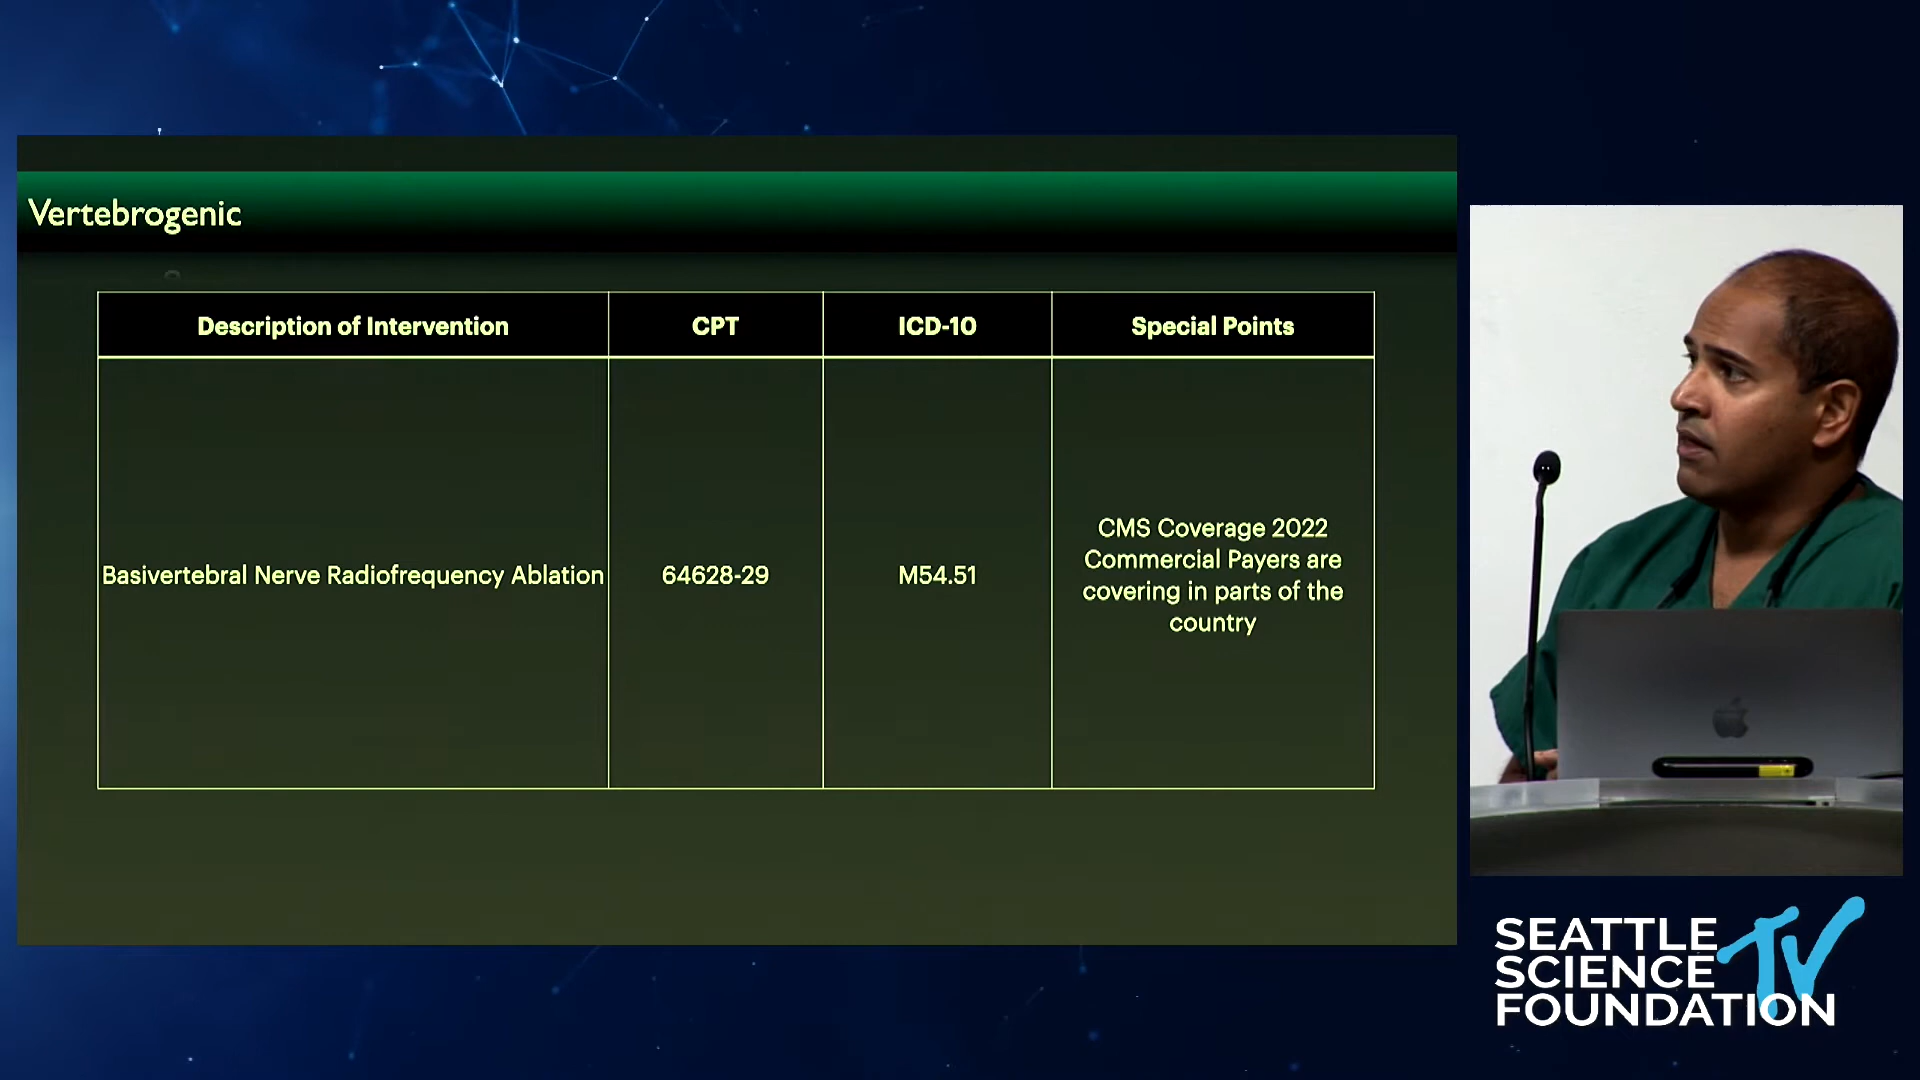 Vertebrogenic
Description of Intervention
CPT
ICD-10
Special Points
Basivertebral Nerve Radiofrequency Ablation
64628-29
M54.51
CMS Coverage 2022
Commercial Payers are
covering in parts of the
country
SEATTLE
SCIENCE
FOUNDATION
TV